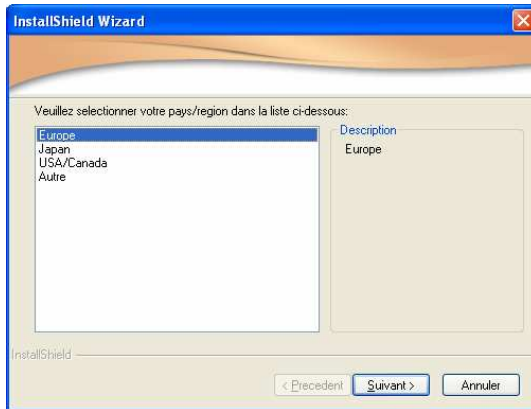 InstallShield Wizard
Veuillez selectionner votre pays/region dans la liste ci-dessous:
Europe
Japan
USA/Canada
Autre
Description
Europe
InstallShield
< Precedent
Suivant >
Annuler